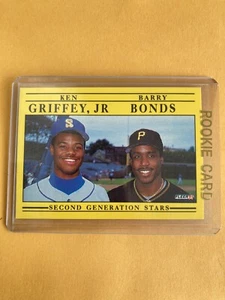 KEN BARRY
GRIFFEY, JR BONDS
SECOND GENERATION STARS
FLEER
ROOKIE CARD